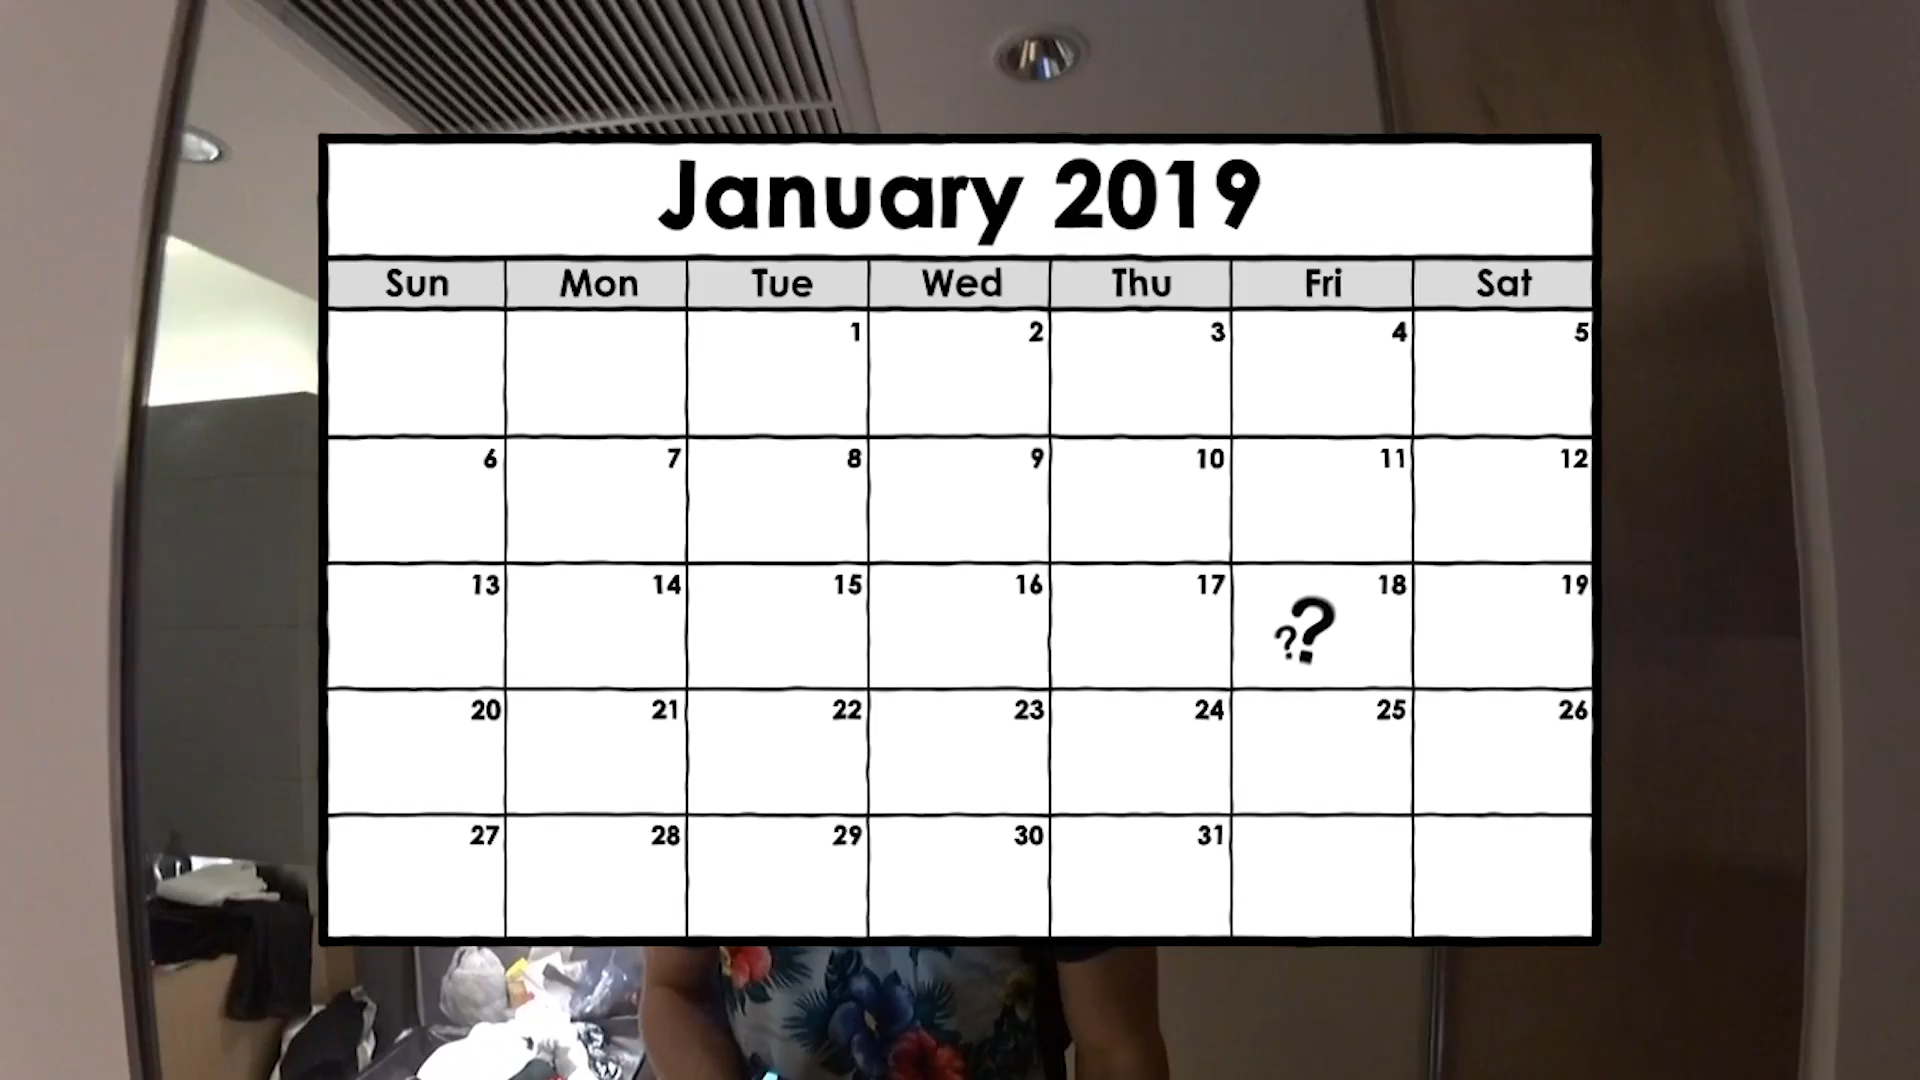 January 2019
Sun Mon Tue Wed Thu Fri Sat
1 2 3 4 5
6 7 8 9 10 11 12
13 14 15 16 17 18 19
??
20 21 22 23 24 25 26
27 28 29 30 31